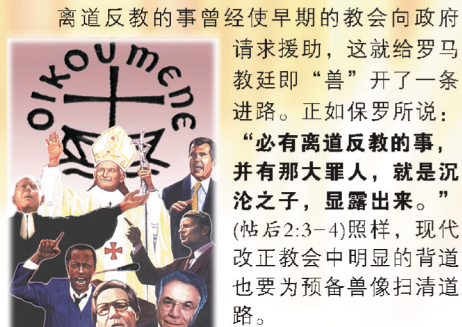 离道反教的事曾经使早期的教会向政府
OIKOUMENE
请求援助，这就给罗马
教廷即“兽”开了一条
进路。正如保罗所说：
“必有离道反教的事，
并有那大罪人，就是沉
沦之子，显露出来。”
(帖后2:3-4)照样，现代
改正教会中明显的背道
也要为预备兽像扫清道
路。